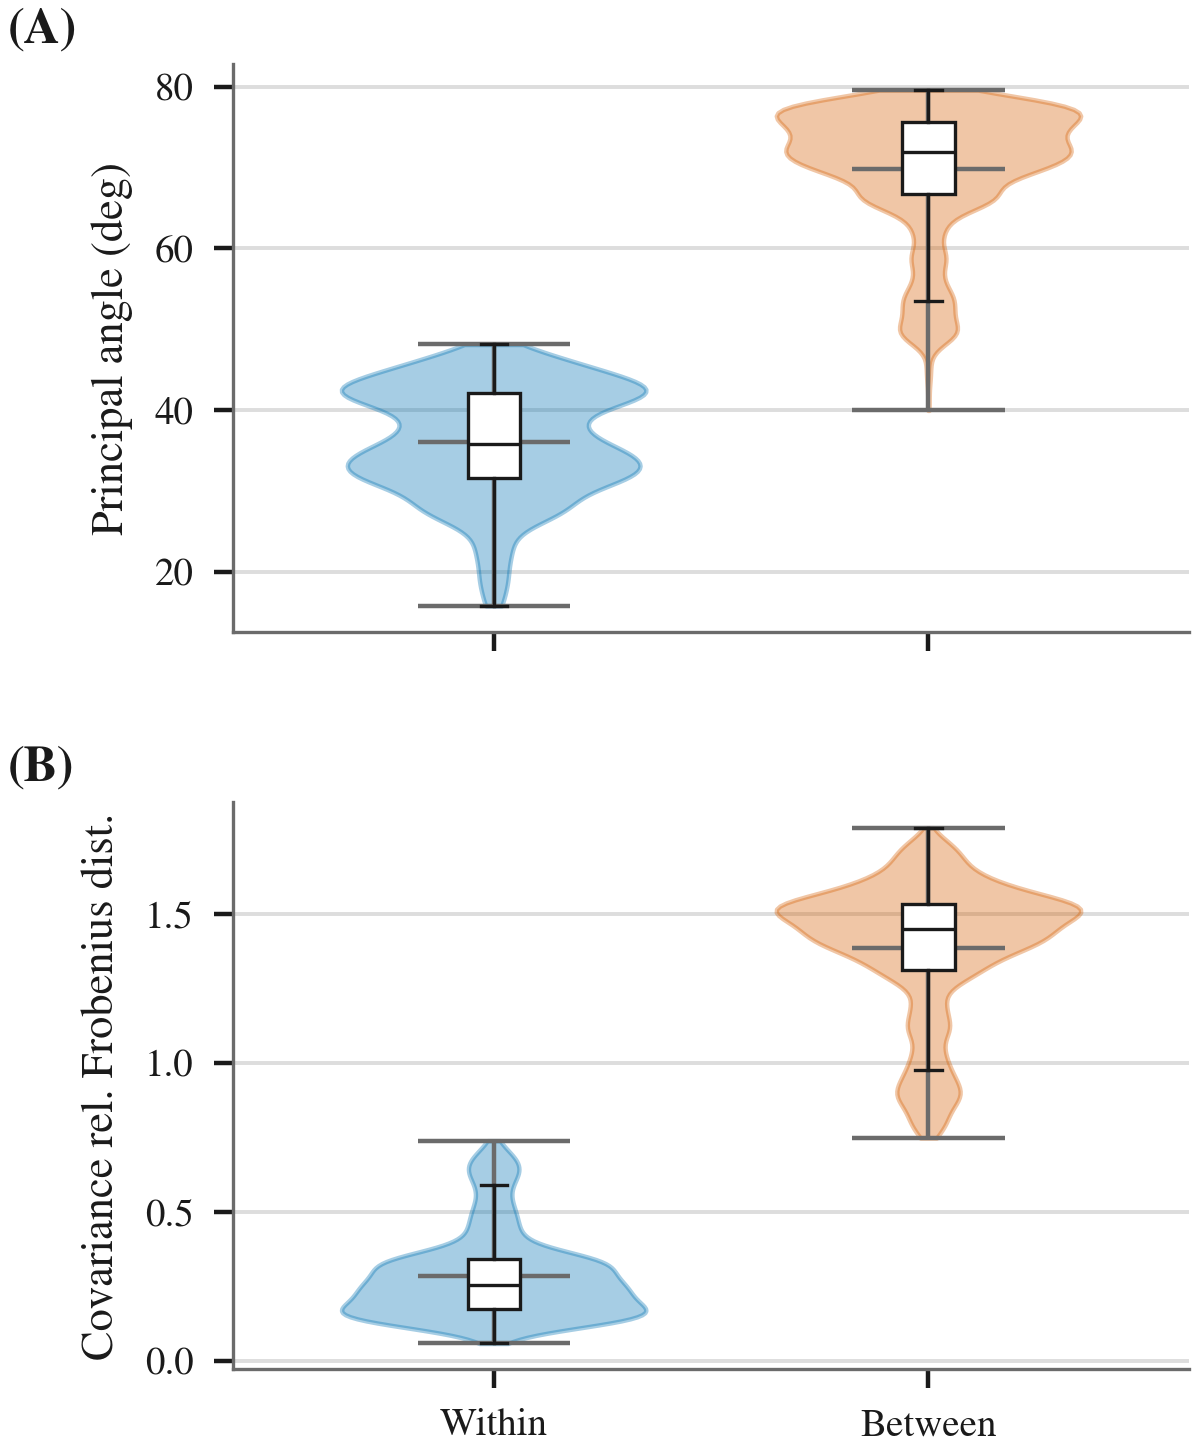 (A)
Principal angle (deg)
80
60
40
20
(B)
Covariance rel. Frobenius dist.
1.5
1.0
0.5
0.0
Within
Between